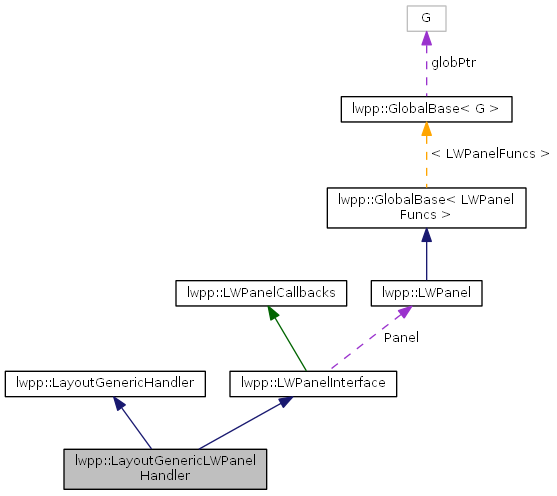 G
globPtr
lwpp::GlobalBase< G >
< LWPanelFuncs >
lwpp::GlobalBase< LWPanel
Funcs >
lwpp::LWPanelCallbacks
lwpp::LWPanel
Panel
lwpp::LayoutGenericHandler
lwpp::LWPanelInterface
lwpp::LayoutGenericLWPanel
Handler